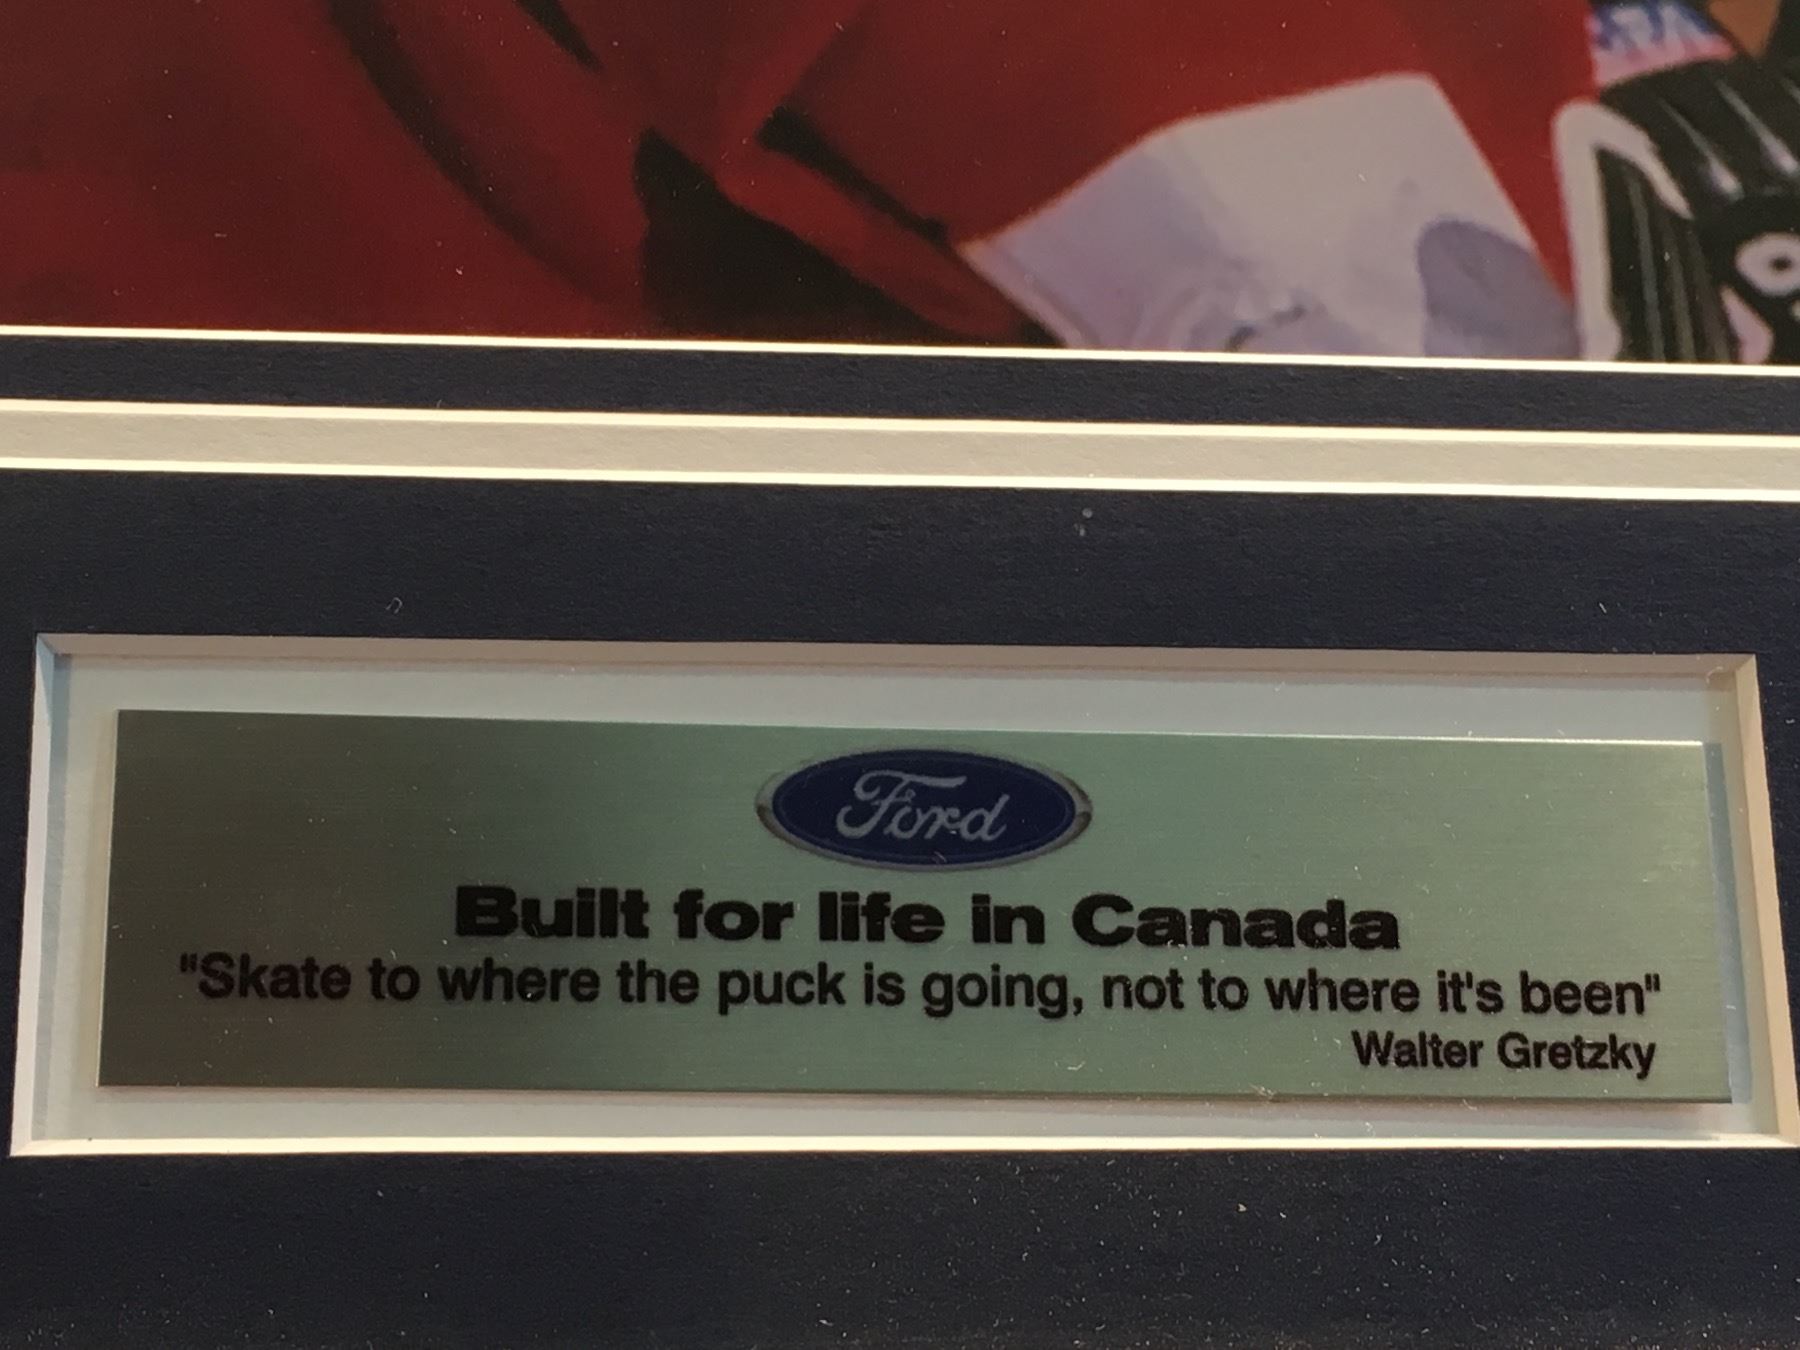 Ford
Built for life in Canada
"Skate to where the puck is going, not to where it's been"
Walter Gretzky